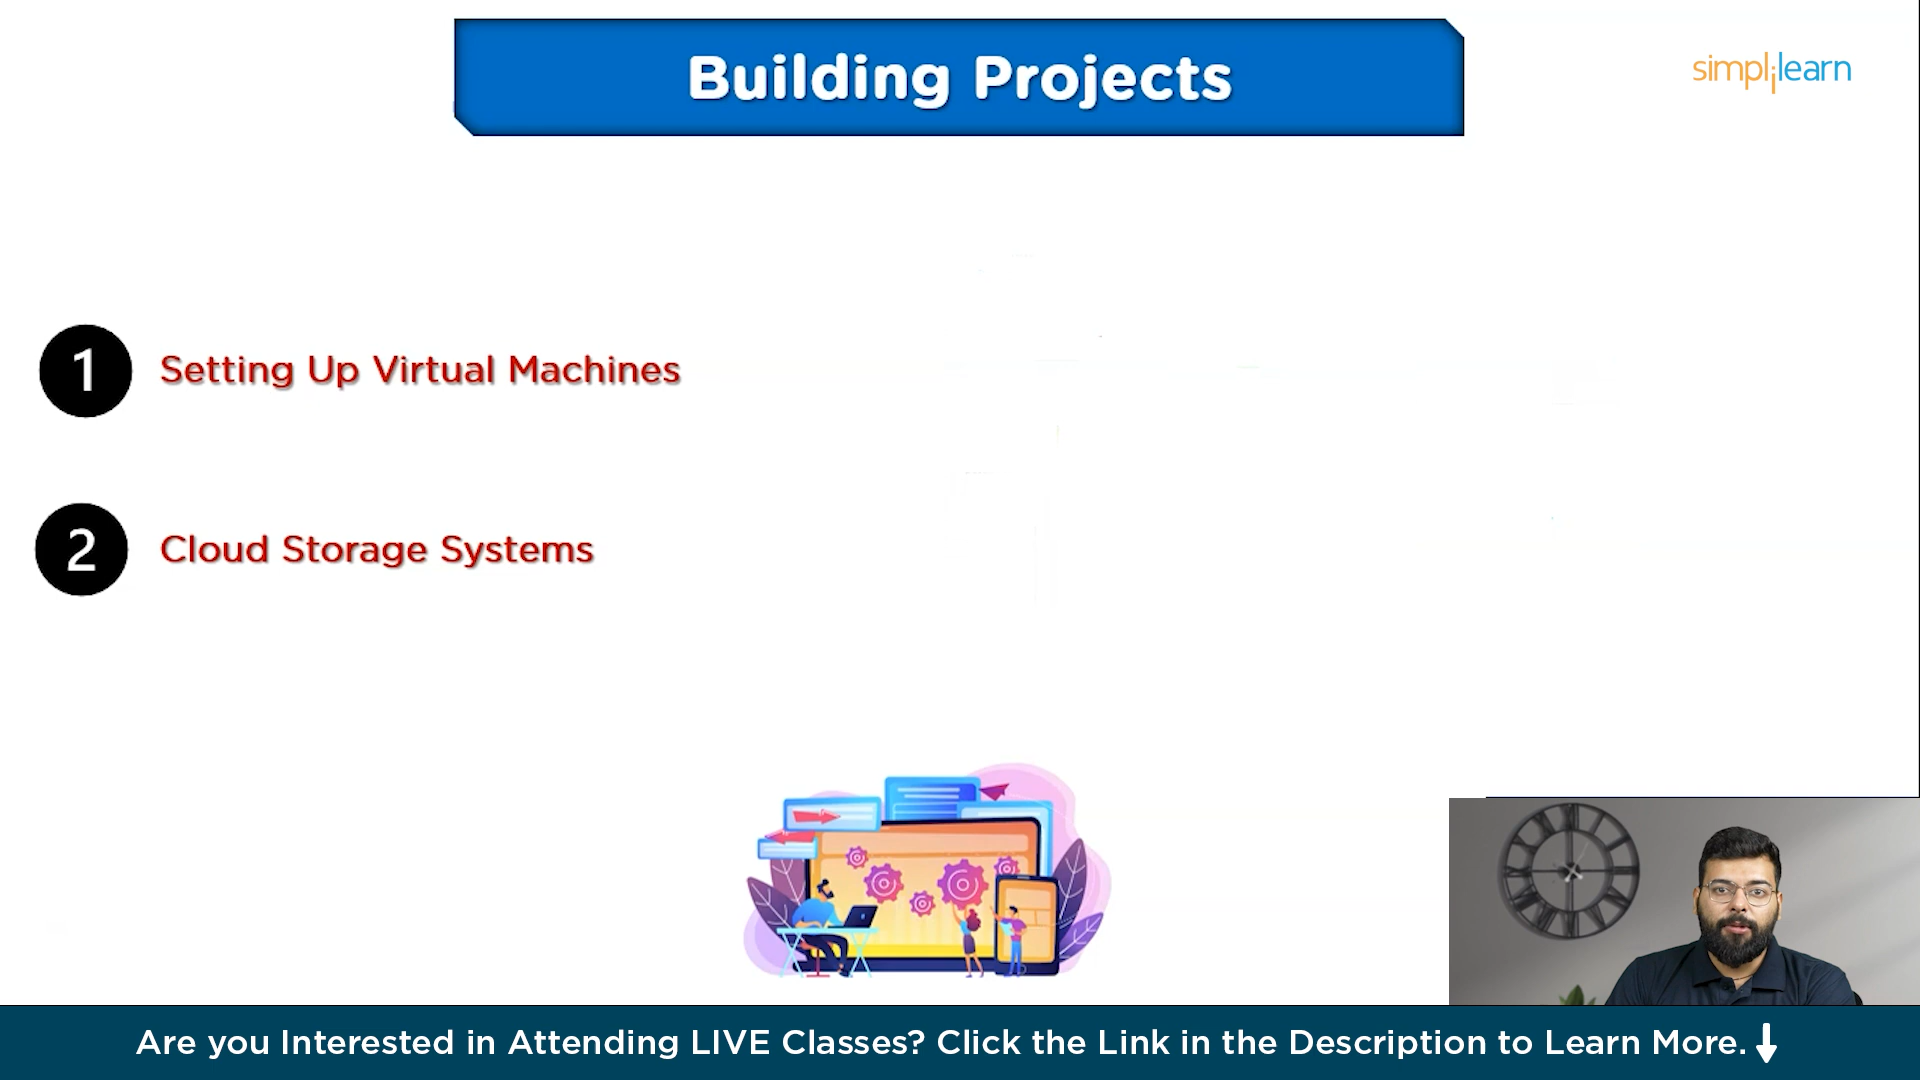 Building Projects
simplilearn
1 Setting Up Virtual Machines
2 Cloud Storage Systems
Are you Interested in Attending LIVE Classes? Click the Link in the Description to Learn More.